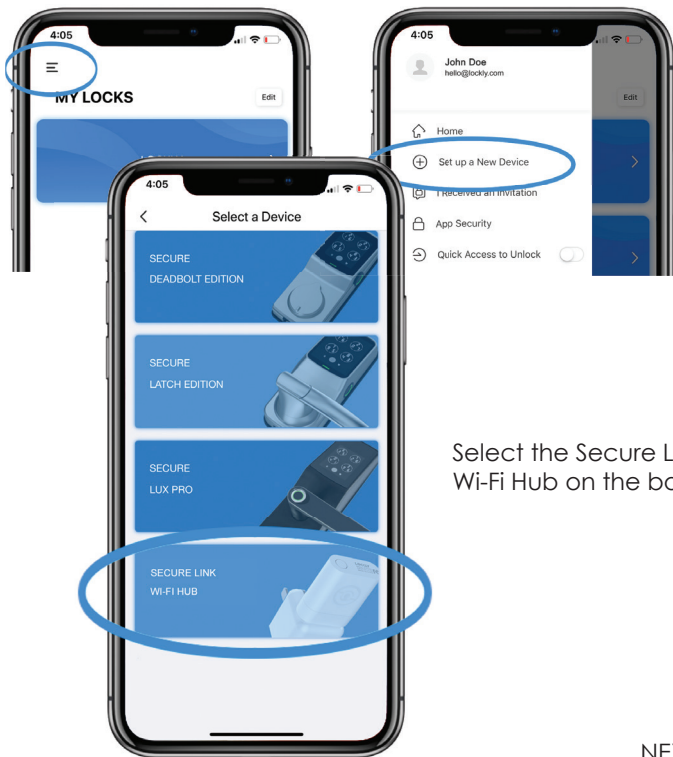 4:05
MY LOCKS
Edit
4:05
John Doe
hello@lockly.com
Edit
Home
Set up a New Device
I Received an Invitation
App Security
Quick Access to Unlock
4:05
Select a Device
SECURE
DEADBOLT EDITION
SECURE
LATCH EDITION
SECURE
LUX PRO
SECURE LINK
WI-FI HUB
Select the Secure L
Wi-Fi Hub on the bo